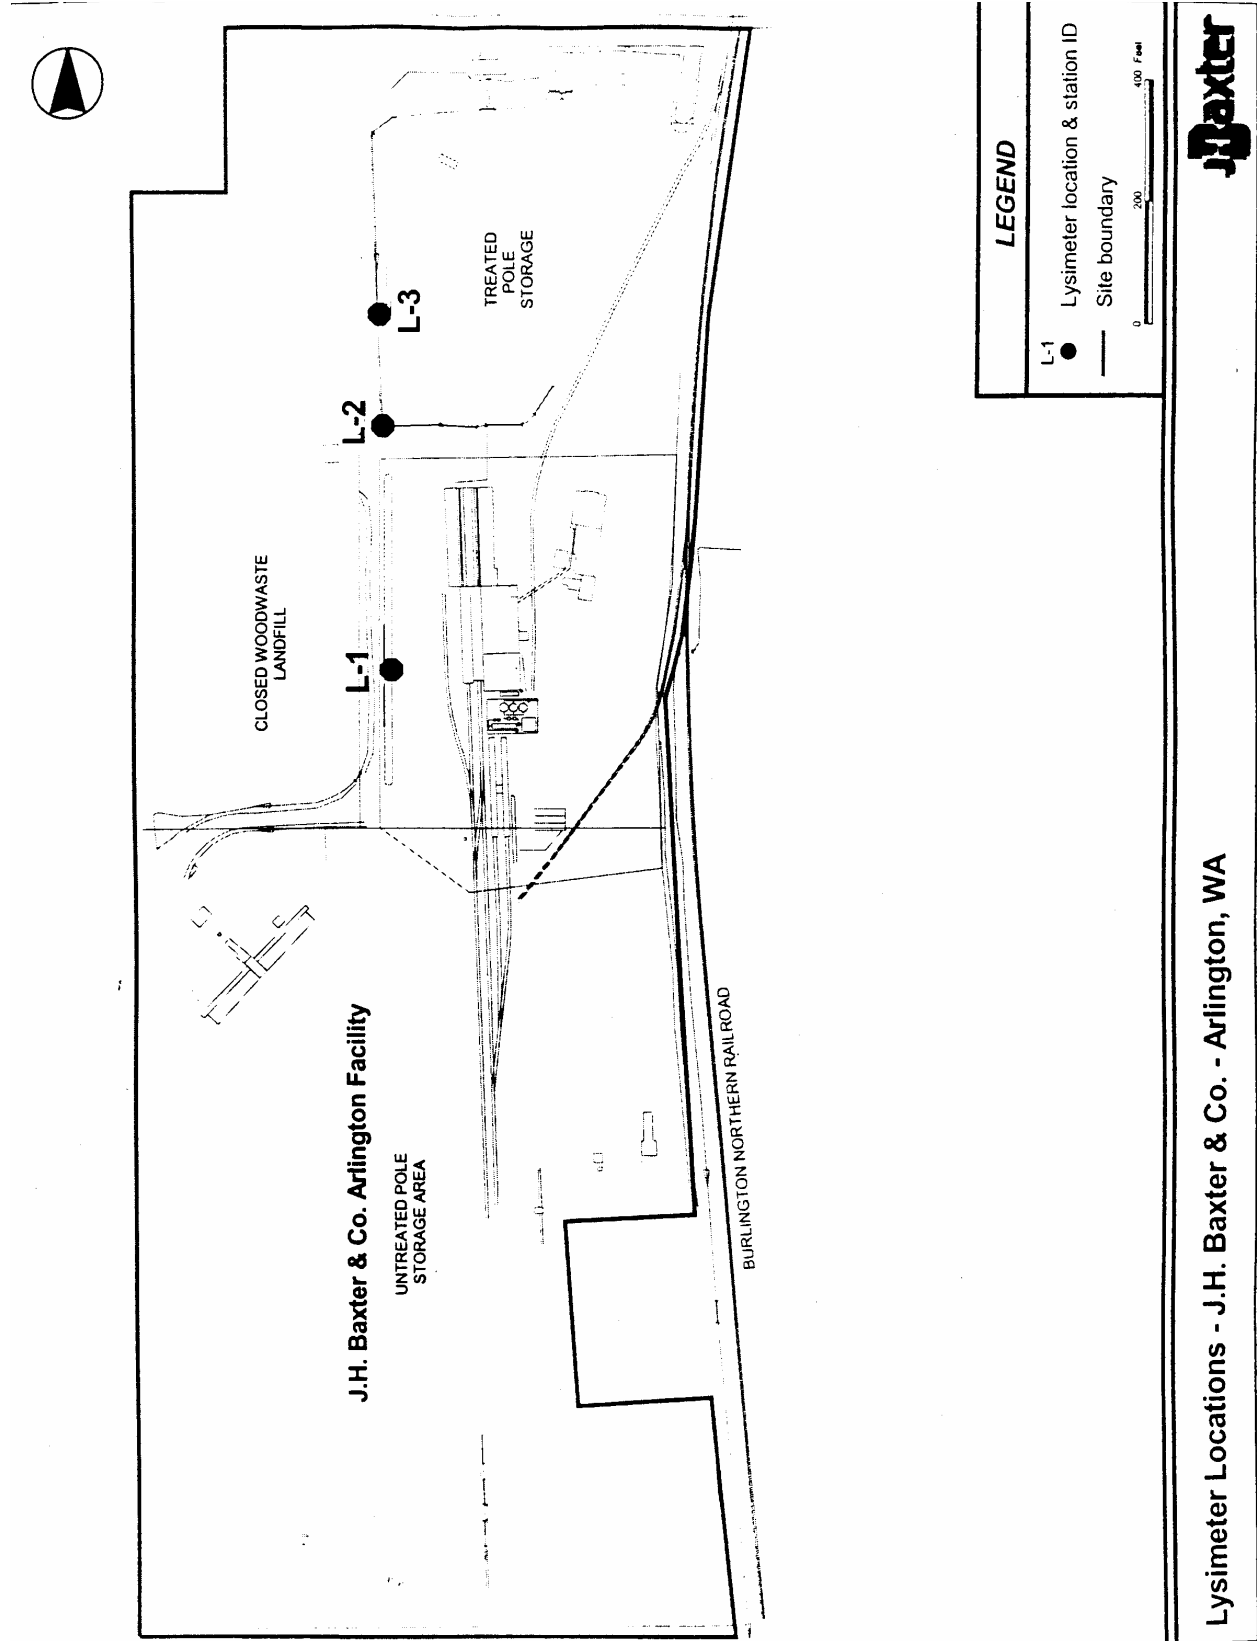 CLOSED WOODWASTE
LANDFILL
L-1
L-2
L-3
J.H. Baxter & Co. Arlington Facility
UNTREATED POLE
STORAGE AREA
TREATED
POLE
STORAGE
BURLINGTON NORTHERN RAILROAD
LEGEND
L-1
Lysimeter location & station ID
Site boundary
0 200 400 Feet
Lysimeter Locations - J.H. Baxter & Co. - Arlington, WA
J.H.Baxter